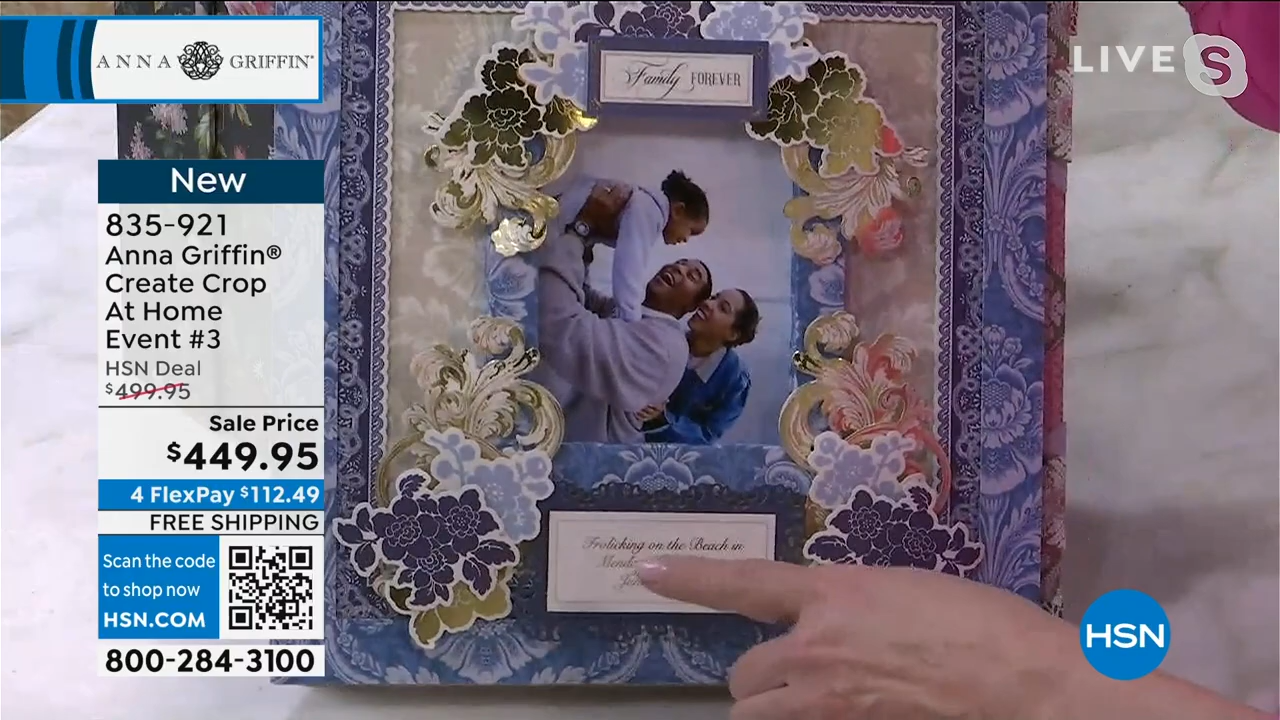 ANNA GRIFFIN®
LIVE S
Family FOREVER
New
835-921
Anna Griffin®
Create Crop
At Home
Event #3
HSN Deal
$499.95
Sale Price
$449.95
4 FlexPay $112.49
FREE SHIPPING
Scan the code
to shop now
HSN.COM
800-284-3100
Frolicking on the Beach in
HSN